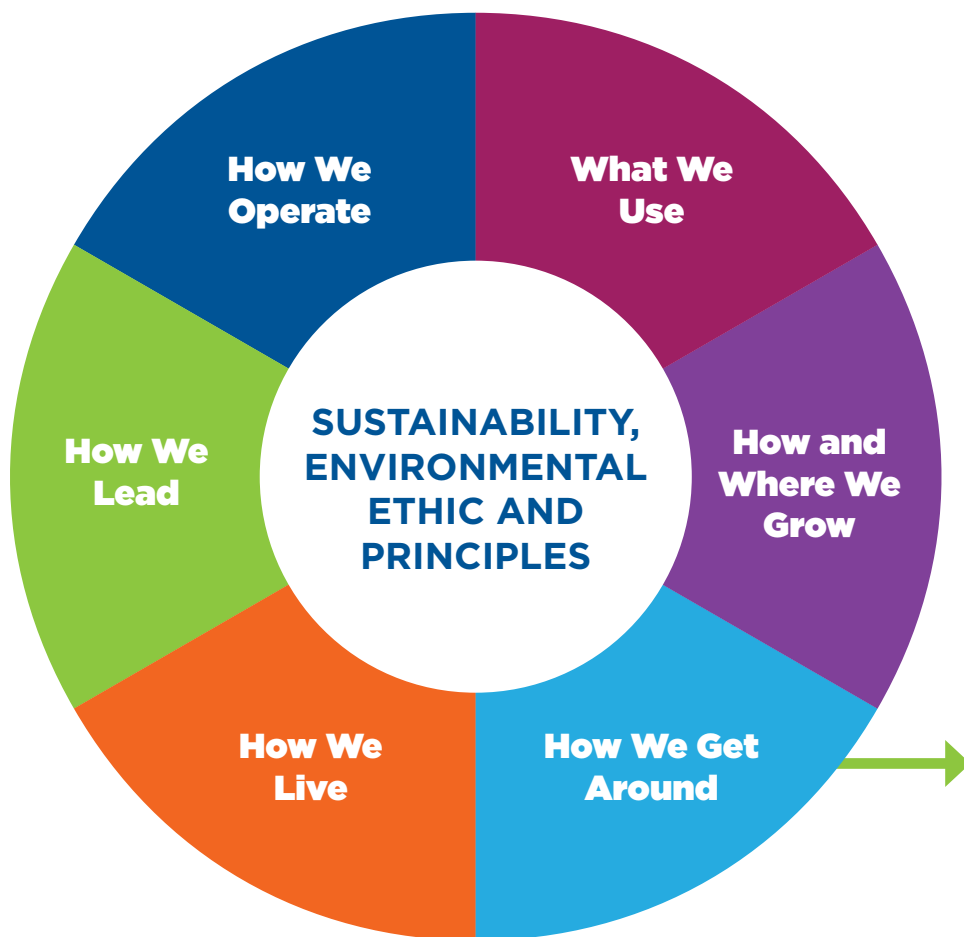 How We
Operate
What We
Use
How and
Where We
Grow
How We Get
Around
How We
Live
How We
Lead
SUSTAINABILITY,
ENVIRONMENTAL
ETHIC AND
PRINCIPLES